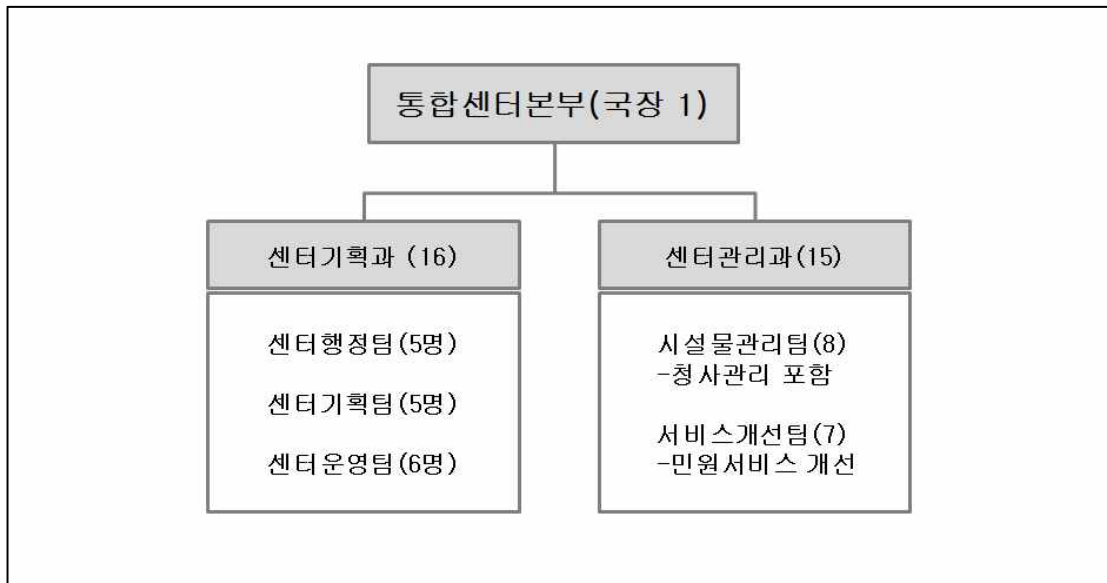 통합센터본부(국장 1)
센터기획과 (16)
센터행정팀(5명)
센터기획팀(5명)
센터운영팀(6명)
센터관리과(15)
시설물관리팀(8)
-청사관리 포함
서비스개선팀(7)
-민원서비스 개선